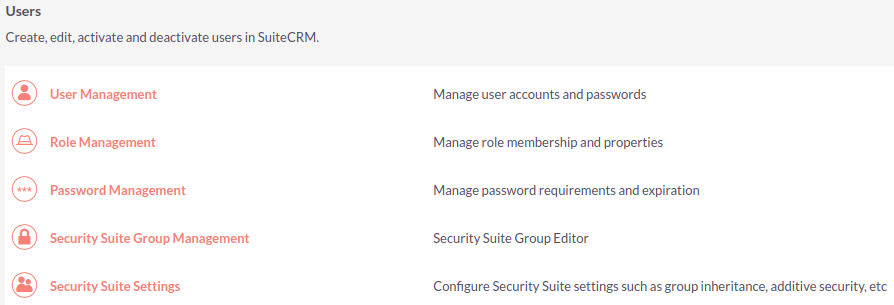 Users
Create, edit, activate and deactivate users in SuiteCRM.
User Management Manage user accounts and passwords
Role Management Manage role membership and properties
*** Password Management Manage password requirements and expiration
Security Suite Group Management Security Suite Group Editor
Security Suite Settings Configure Security Suite settings such as group inheritance, additive security, etc